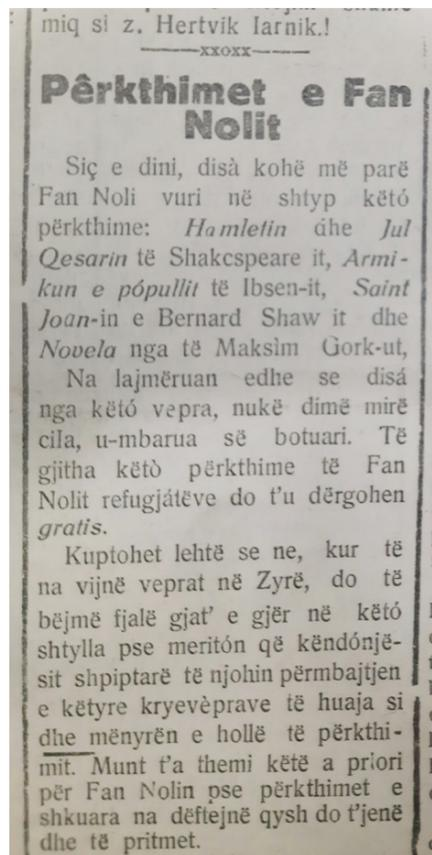 miq si z. Hertvik Iarnik.!
——xxoxx——
Përkthimet e Fan
Nolit
Siç e dini, disà kohë më parë
Fan Noli vuri në shtyp këtó
përkthime: Hamletin dhe Jul
Qesarin të Shakcspeare it, Armi-
kun e pópullit të Ibsen-it, Saint
Joan-in e Bernard Shaw it dhe
Novela nga të Maksìm Gork-ut,
Na lajmëruan edhe se disá
nga këtó vepra, nukë dimë mirë
cila, u-mbarua së botuari. Të
gjitha këtò përkthime të Fan
Nolit refugjátëve do t'u dërgohen
gratis.
Kuptohet lehtë se ne, kur të
na vijnë veprat në Zyrë, do të
bëjmë fjalë gjat' e gjër në këtó
shtylla pse meritón që këndónjë-
sit shpiptarë të njohin përmbajtjen
e këtyre kryevèprave të huaja si
dhe mënyrën e hollë të përkthi-
mit. Munt t'a themi këtë a priori
për Fan Nolin pse përkthimet e
shkuara na dëftejnë qysh do t'jenë
dhe të pritmet.